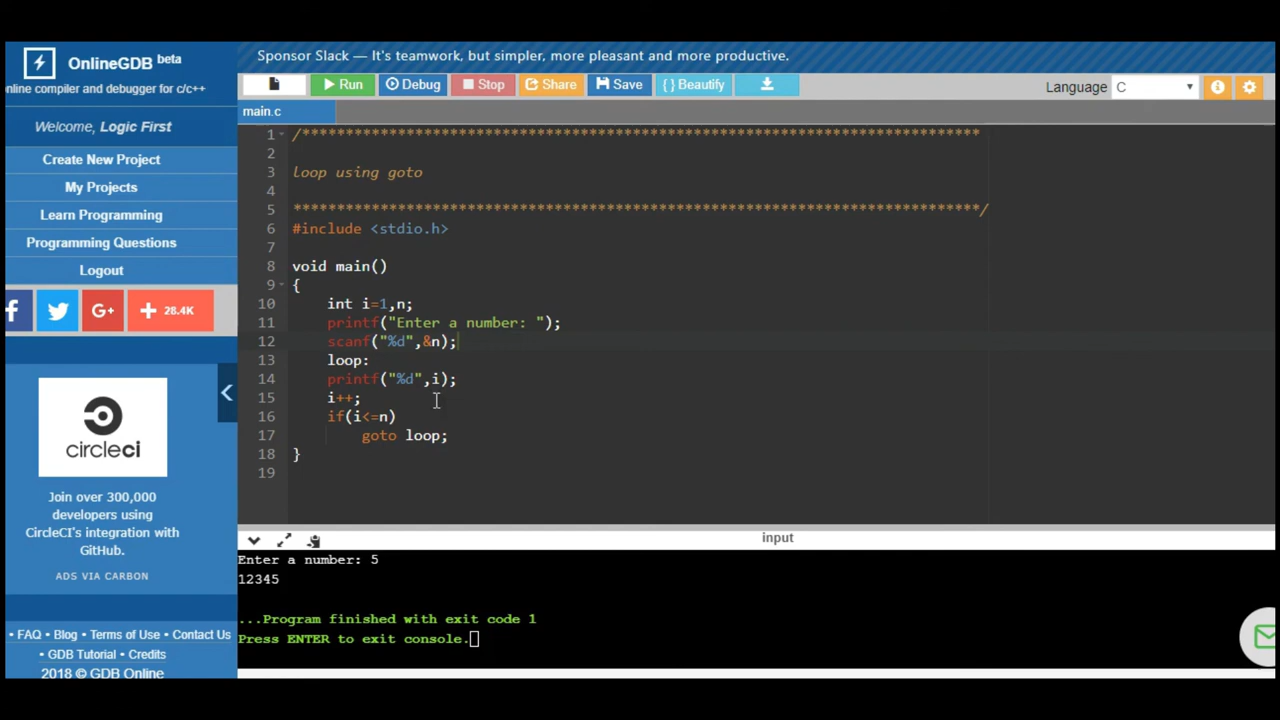 OnlineGDB beta
Sponsor Slack — It's teamwork, but simpler, more pleasant and more productive.
nline compiler and debugger for c/c++
Run
Debug
Stop
Share
Save
{ } Beautify
Language C
main.c
Welcome, Logic First
Create New Project
My Projects
Learn Programming
Programming Questions
Logout
f
G+
+ 28.4K
circleci
Join over 300,000
developers using
CircleCI's integration with
GitHub.
ADS VIA CARBON
• FAQ • Blog • Terms of Use • Contact Us
• GDB Tutorial • Credits
2018 © GDB Online
1 /******************************************************************************
2
3 loop using goto
4
5 *******************************************************************************/
6 #include <stdio.h>
7
8 void main()
9 {
10 int i=1,n;
11 printf("Enter a number: ");
12 scanf("%d",&n);
13 loop:
14 printf("%d",i);
15 i++;
16 if(i<=n)
17 goto loop;
18 }
19
input
Enter a number: 5
12345
...Program finished with exit code 1
Press ENTER to exit console.